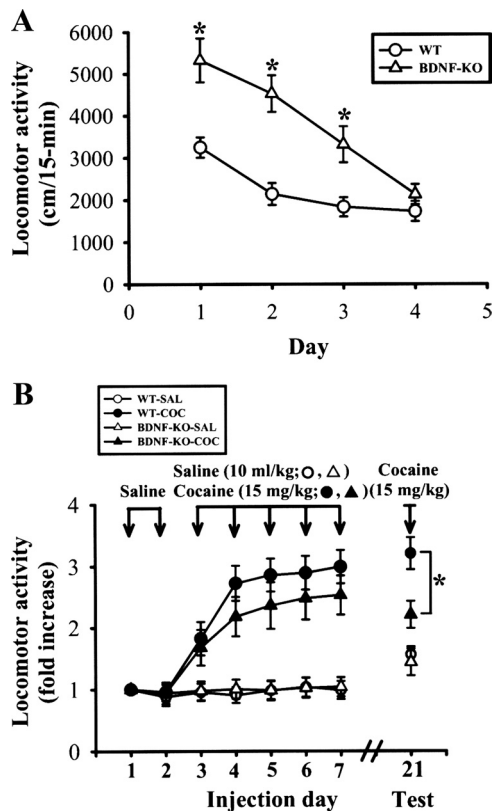 A
WT
BDNF-KO
Locomotor activity
(cm/15-min)
6000
5000
4000
3000
2000
1000
0
*
*
*
0 1 2 3 4 5
Day
B
WT-SAL
WT-COC
BDNF-KO-SAL
BDNF-KO-COC
Saline (10 ml/kg; ○, △)
Cocaine
Saline Cocaine (15 mg/kg; ●, ▲) (15 mg/kg)
Locomotor activity
(fold increase)
4
3
2
1
0
*
1 2 3 4 5 6 7 // 21
Injection day Test